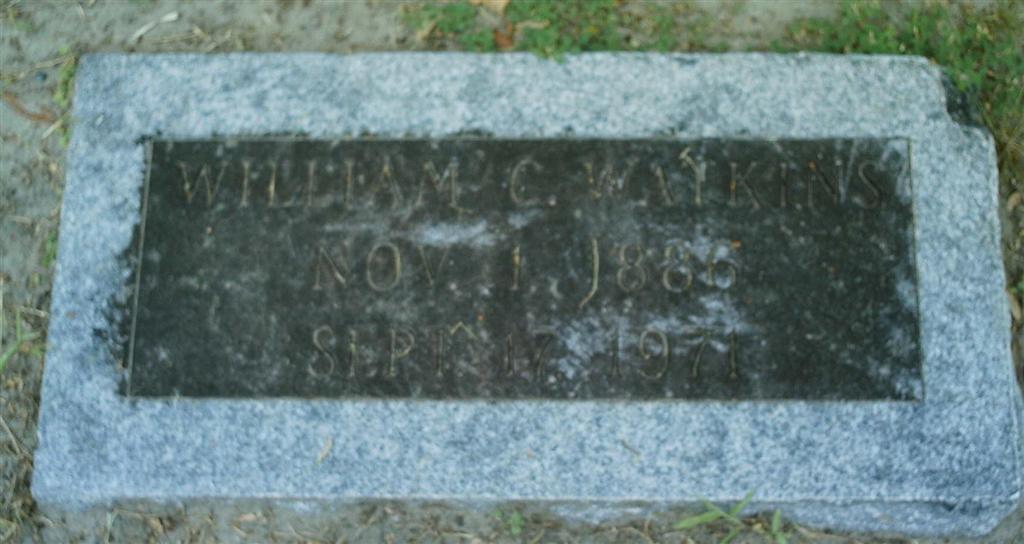 WILLIAM C. WATKINS
NOV. 1, 1886
SEPT. 17, 1971